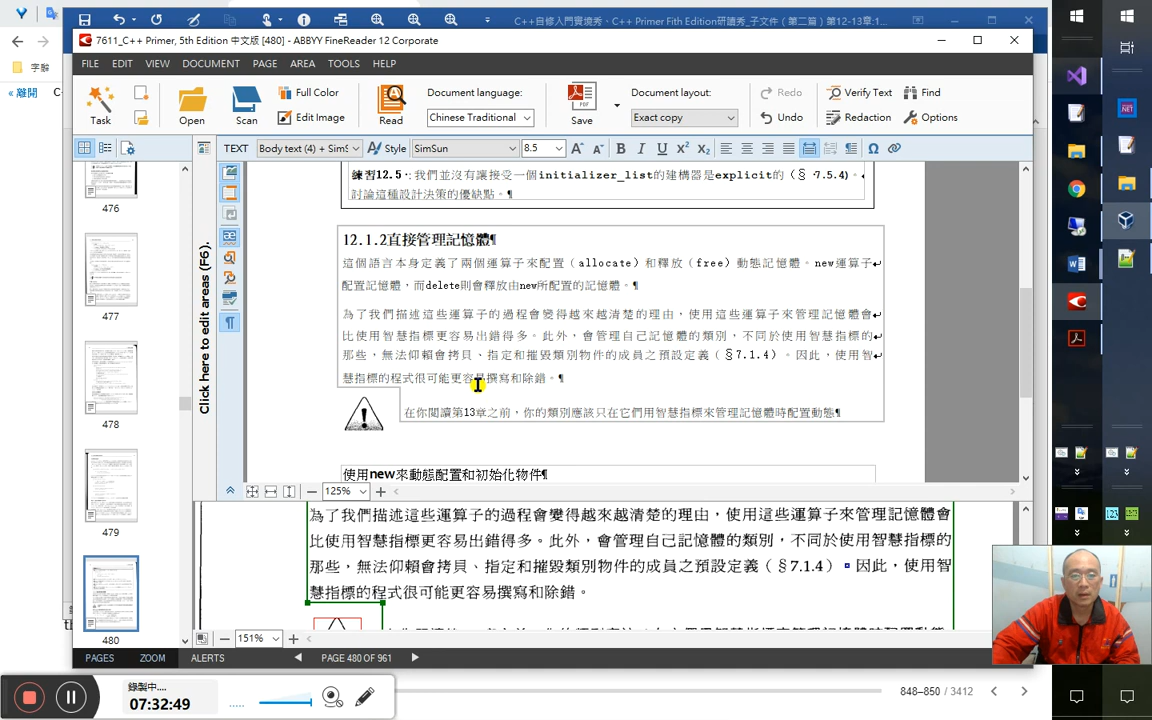 C++自修入門實境秀、C++ Primer Fith Edition研讀秀_子文件（第二篇）第12-13章:1...
7611_C++ Primer, 5th Edition 中文版 [480] - ABBYY FineReader 12 Corporate
FILE EDIT VIEW DOCUMENT PAGE AREA TOOLS HELP
字辭
« 離開
Task
Open
Scan
Full Color
Edit Image
Read
Document language:
Chinese Traditional
Save
Document layout:
Exact copy
Redo
Undo
Verify Text
Redaction
Find
Options
TEXT
Body text (4) + Sim
Style
SimSun
8.5
476
477
478
479
480
Click here to edit areas (F6).
練習12.5·:我們並沒有讓接受一個initializer_list的建構器是explicit的（§ ·7.5.4)。
討論這種設計決策的優缺點。¶
12.1.2直接管理記憶體¶
這個語言本身定義了兩個運算子來配置（allocate）和釋放（free）動態記憶體。new運算子↵
配置記憶體，而delete則會釋放由new所配置的記憶體。¶
為了我們描述這些運算子的過程會變得越來越清楚的理由，使用這些運算子來管理記憶體會↵
比使用智慧指標更容易出錯得多。此外，會管理自己記憶體的類別，不同於使用智慧指標的↵
那些，無法仰賴會拷貝、指定和摧毀類別物件的成員之預設定義（§7.1.4）。因此，使用智↵
慧指標的程式很可能更容易撰寫和除錯。¶
在你閱讀第13章之前，你的類別應該只在它們用智慧指標來管理記憶體時配置動態¶
使用new來動態配置和初始化物件¶
125%
為了我們描述這些運算子的過程會變得越來越清楚的理由，使用這些運算子來管理記憶體會
比使用智慧指標更容易出錯得多。此外，會管理自己記憶體的類別，不同於使用智慧指標的
那些，無法仰賴會拷貝、指定和摧毀類別物件的成員之預設定義（§7.1.4）。因此，使用智
慧指標的程式很可能更容易撰寫和除錯。
151%
PAGES ZOOM ALERTS
PAGE 480 OF 961
錄製中....
07:32:49
848–850 / 3412